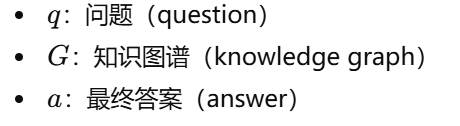 • q：问题（question）
• G：知识图谱（knowledge graph）
• a：最终答案（answer）